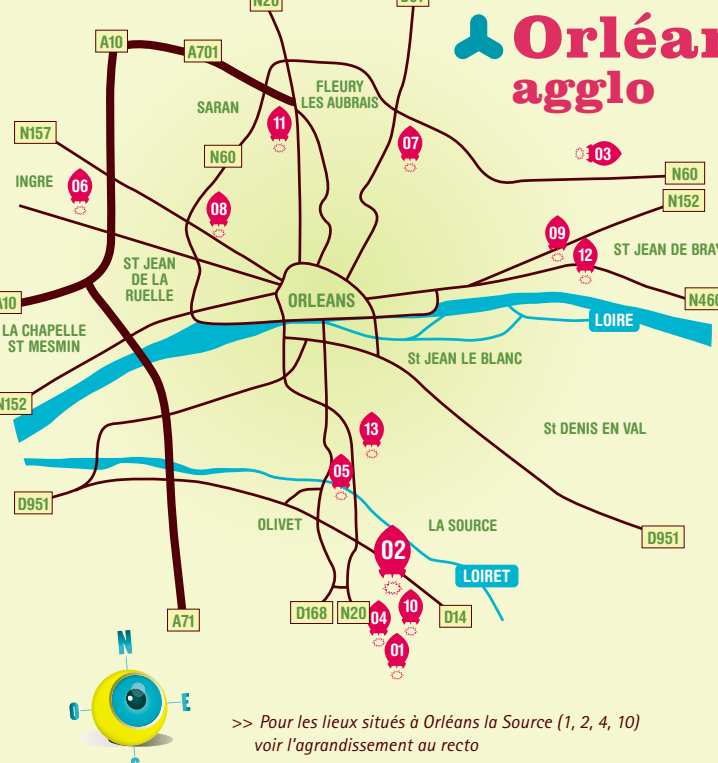 Orléan
agglo
A10
A701
FLEURY
LES AUBRAIS
SARAN
11
07
03
N157
N60
N60
INGRE
06
08
N152
09
12
ST JEAN DE BRAY
ST JEAN
DE LA
RUELLE
ORLEANS
A10
N460
LA CHAPELLE
ST MESMIN
LOIRE
St JEAN LE BLANC
N152
13
St DENIS EN VAL
05
D951
OLIVET
LA SOURCE
D951
02
LOIRET
A71
D168
N20
04
10
D14
01
N
O
E
>> Pour les lieux situés à Orléans la Source (1, 2, 4, 10)
voir l'agrandissement au recto